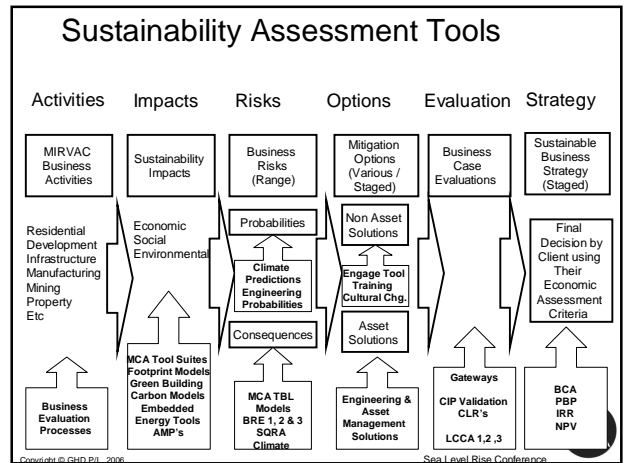 Sustainability Assessment Tools
Activities
Impacts
Risks
Options
Evaluation
Strategy
MIRVAC
Business
Activities
Sustainability
Impacts
Business
Risks
(Range)
Mitigation
Options
(Various /
Staged)
Business
Case
Evaluations
Sustainable
Business
Strategy
(Staged)
Residential
Development
Infrastructure
Manufacturing
Mining
Property
Etc
Economic
Social
Environmental
Probabilities
Climate
Predictions
Engineering
Probabilities
Consequences
Non Asset
Solutions
Engage Tool
Training
Cultural Chg.
Asset
Solutions
Final
Decision by
Client using
Their
Economic
Assessment
Criteria
Business
Evaluation
Processes
MCA Tool Suites
Footprint Models
Green Building
Carbon Models
Embedded
Energy Tools
AMP's
MCA TBL
Models
BRE 1, 2 & 3
SQRA
Climate
Engineering &
Asset
Management
Solutions
Gateways
CIP Validation
CLR's
LCCA 1,2 ,3
BCA
PBP
IRR
NPV
Copyright © GHD P/L 2006
Sea Level Rise Conference